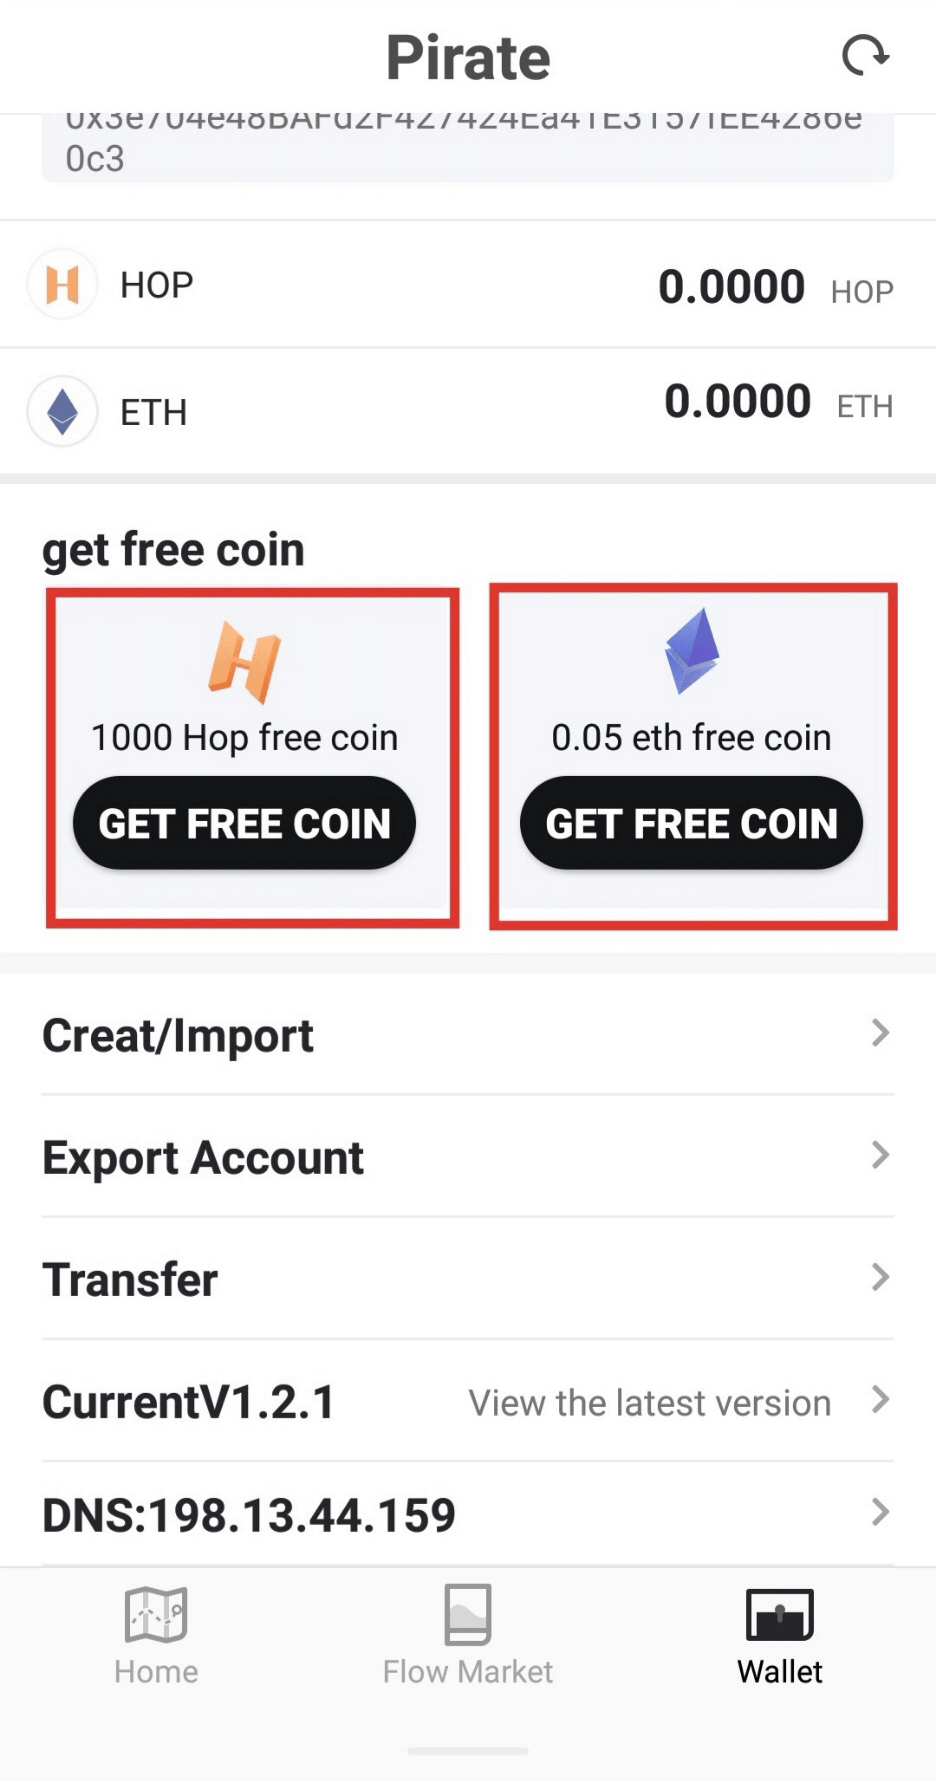 Pirate
0c3
HOP
0.0000 HOP
ETH
0.0000 ETH
get free coin
1000 Hop free coin
0.05 eth free coin
GET FREE COIN
GET FREE COIN
Creat/Import
Export Account
Transfer
CurrentV1.2.1
View the latest version
DNS:198.13.44.159
Home
Flow Market
Wallet